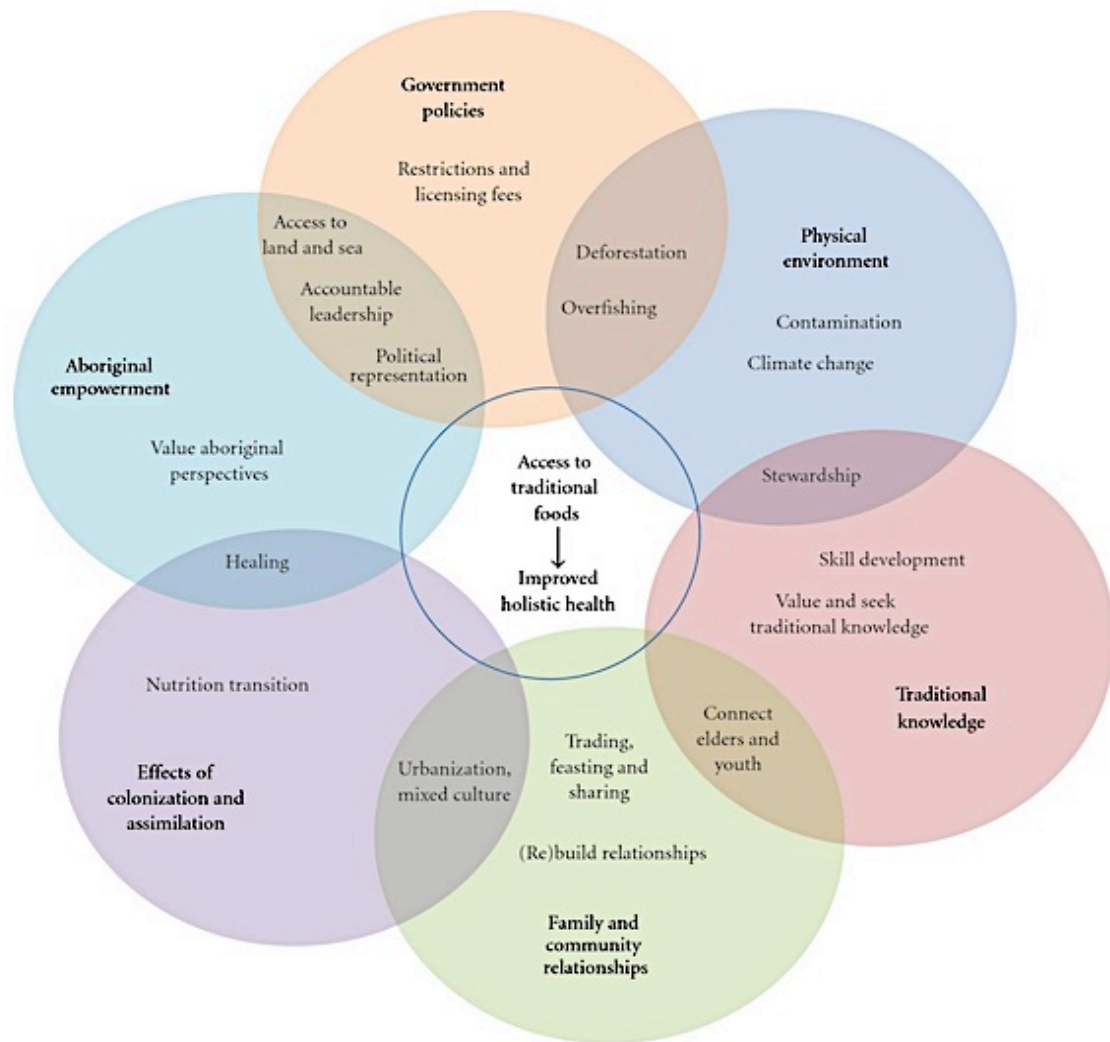 Government
policies
Restrictions and
licensing fees
Access to
land and sea
Accountable
leadership
Political
representation
Deforestation
Overfishing
Physical
environment
Contamination
Climate change
Aboriginal
empowerment
Value aboriginal
perspectives
Access to
traditional
foods
Improved
holistic health
Stewardship
Healing
Skill development
Value and seek
traditional knowledge
Traditional
knowledge
Nutrition transition
Effects of
colonization and
assimilation
Urbanization,
mixed culture
Trading,
feasting and
sharing
Connect
elders and
youth
(Re)build relationships
Family and
community
relationships